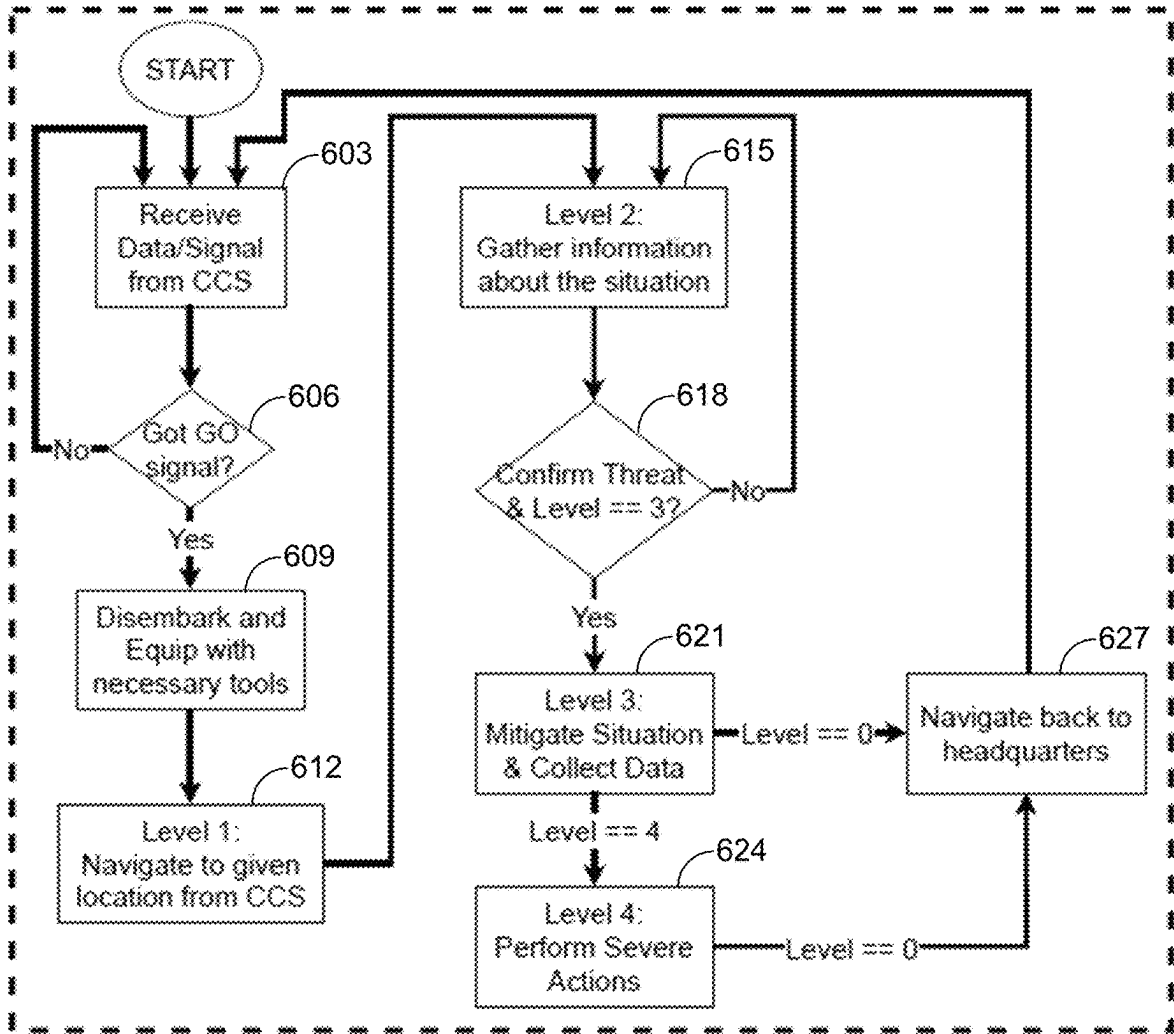 START
603
Receive
Data/Signal
from CCS
606
Got GO
signal?
No
Yes
609
Disembark and
Equip with
necessary tools
612
Level 1:
Navigate to given
location from CCS
615
Level 2:
Gather information
about the situation
618
Confirm Threat
& Level == 3?
No
Yes
621
Level 3:
Mitigate Situation
& Collect Data
Level == 0
Level == 4
624
Level 4:
Perform Severe
Actions
Level == 0
627
Navigate back to
headquarters